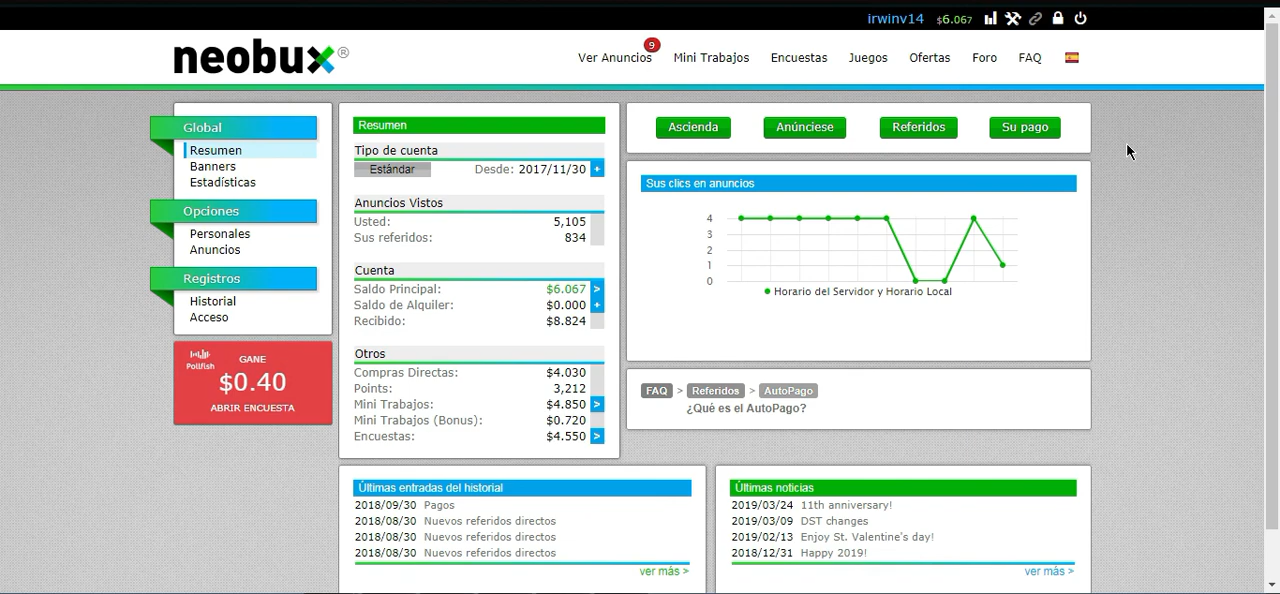 irwinv14 $6.067
neobux®
Ver Anuncios 9 Mini Trabajos Encuestas Juegos Ofertas Foro FAQ
Global
Resumen
Banners
Estadísticas
Opciones
Personales
Anuncios
Registros
Historial
Acceso
Pollfish
GANE
$0.40
ABRIR ENCUESTA
Resumen
Tipo de cuenta
Estándar Desde: 2017/11/30 +
Anuncios Vistos
Usted: 5,105
Sus referidos: 834
Cuenta
Saldo Principal: $6.067 >
Saldo de Alquiler: $0.000 +
Recibido: $8.824
Otros
Compras Directas: $4.030
Points: 3,212
Mini Trabajos: $4.850 >
Mini Trabajos (Bonus): $0.720
Encuestas: $4.550 >
Ascienda Anúnciese Referidos Su pago
Sus clics en anuncios
4
3
2
1
0
Horario del Servidor y Horario Local
FAQ > Referidos > AutoPago
¿Qué es el AutoPago?
Últimas entradas del historial
2018/09/30 Pagos
2018/08/30 Nuevos referidos directos
2018/08/30 Nuevos referidos directos
2018/08/30 Nuevos referidos directos
ver más >
Últimas noticias
2019/03/24 11th anniversary!
2019/03/09 DST changes
2019/02/13 Enjoy St. Valentine's day!
2018/12/31 Happy 2019!
ver más >